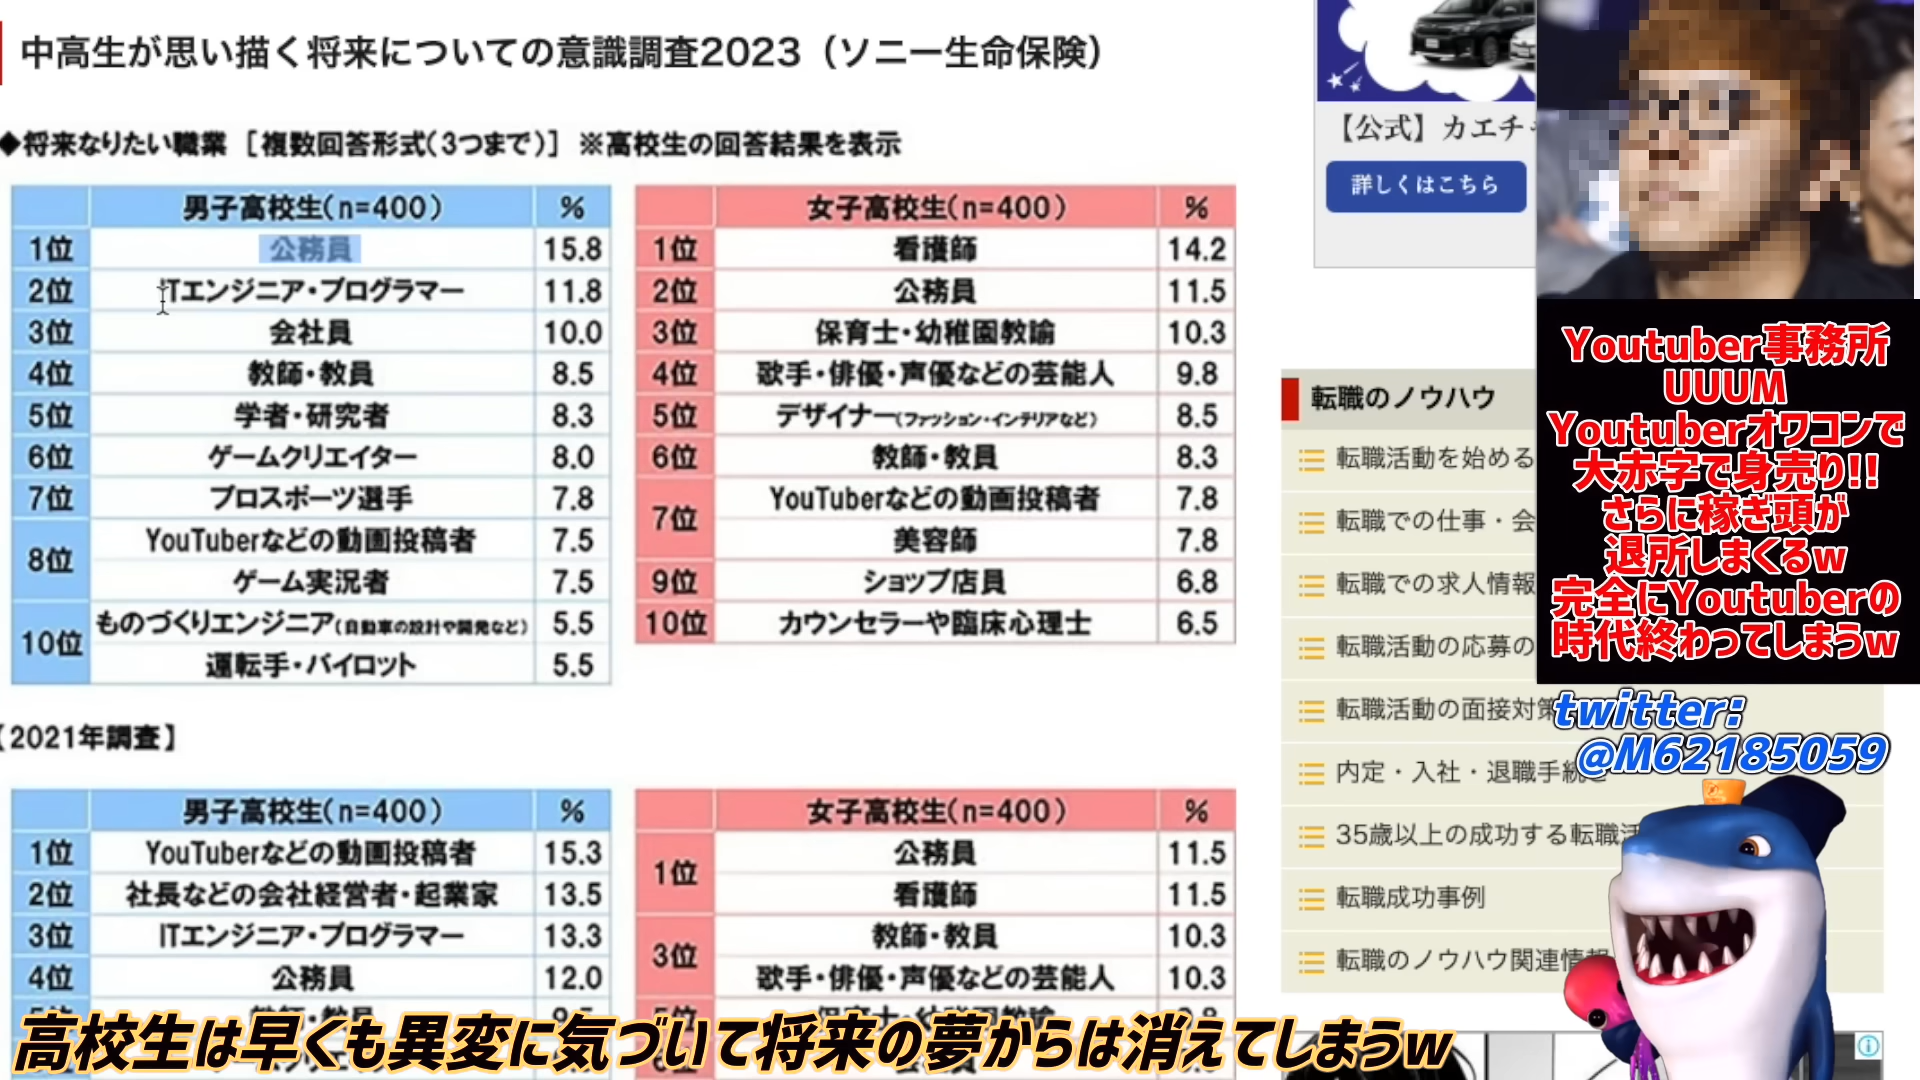 中高生が思い描く将来についての意識調査2023（ソニー生命保険）
◆将来なりたい職業 ［複数回答形式（3つまで）］ ※高校生の回答結果を表示
男子高校生（n=400） %
1位 公務員 15.8
2位 ITエンジニア・プログラマー 11.8
3位 会社員 10.0
4位 教師・教員 8.5
5位 学者・研究者 8.3
6位 ゲームクリエイター 8.0
7位 プロスポーツ選手 7.8
8位 YouTuberなどの動画投稿者 7.5
ゲーム実況者 7.5
10位 ものづくりエンジニア（自動車の設計や開発など） 5.5
運転手・パイロット 5.5
女子高校生（n=400） %
1位 看護師 14.2
2位 公務員 11.5
3位 保育士・幼稚園教諭 10.3
4位 歌手・俳優・声優などの芸能人 9.8
5位 デザイナー（ファッション・インテリアなど） 8.5
6位 教師・教員 8.3
7位 YouTuberなどの動画投稿者 7.8
美容師 7.8
9位 ショップ店員 6.8
10位 カウンセラーや臨床心理士 6.5
【2021年調査】
男子高校生（n=400） %
1位 YouTuberなどの動画投稿者 15.3
2位 社長などの会社経営者・起業家 13.5
3位 ITエンジニア・プログラマー 13.3
4位 公務員 12.0
女子高校生（n=400） %
1位 公務員 11.5
看護師 11.5
3位 教師・教員 10.3
歌手・俳優・声優などの芸能人 10.3
【公式】カエチ
詳しくはこちら
転職のノウハウ
転職活動を始める
転職での仕事・会
転職での求人情報
転職活動の応募の
転職活動の面接対策
内定・入社・退職手続き
35歳以上の成功する転職活
転職成功事例
転職のノウハウ関連情報
Youtuber事務所
UUUM
Youtuberオワコンで
大赤字で身売り!!
さらに稼ぎ頭が
退所しまくるw
完全にYoutuberの
時代終わってしまうw
twitter:
@M62185059
高校生は早くも異変に気づいて将来の夢からは消えてしまうw